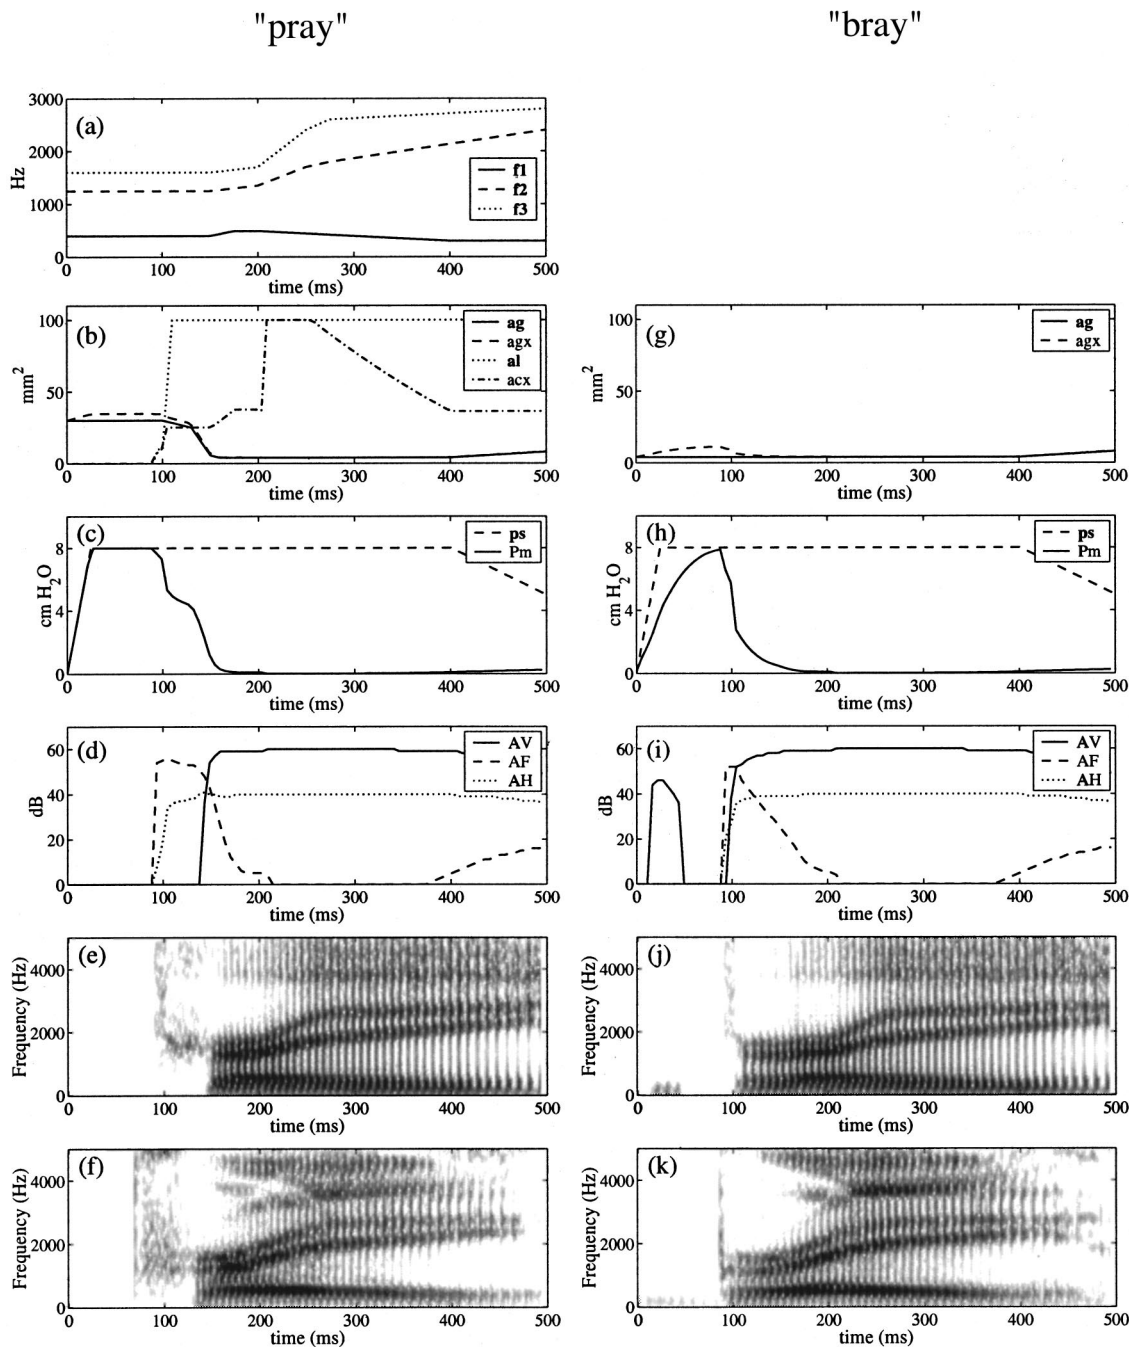 "pray"
"bray"
(a)
3000
2000
1000
0
Hz
f1
f2
f3
0 100 200 300 400 500
time (ms)
(b)
100
50
0
mm2
ag
agx
al
acx
0 100 200 300 400 500
time (ms)
(g)
100
50
0
mm2
ag
agx
0 100 200 300 400 500
time (ms)
(c)
8
4
0
cm H2O
ps
Pm
0 100 200 300 400 500
time (ms)
(h)
8
4
0
cm H2O
ps
Pm
0 100 200 300 400 500
time (ms)
(d)
60
40
20
0
dB
AV
AF
AH
0 100 200 300 400 500
time (ms)
(i)
60
40
20
0
dB
AV
AF
AH
0 100 200 300 400 500
time (ms)
(e)
4000
2000
0
Frequency (Hz)
0 100 200 300 400 500
time (ms)
(j)
4000
2000
0
Frequency (Hz)
0 100 200 300 400 500
time (ms)
(f)
4000
2000
0
Frequency (Hz)
0 100 200 300 400 500
time (ms)
(k)
4000
2000
0
Frequency (Hz)
0 100 200 300 400 500
time (ms)